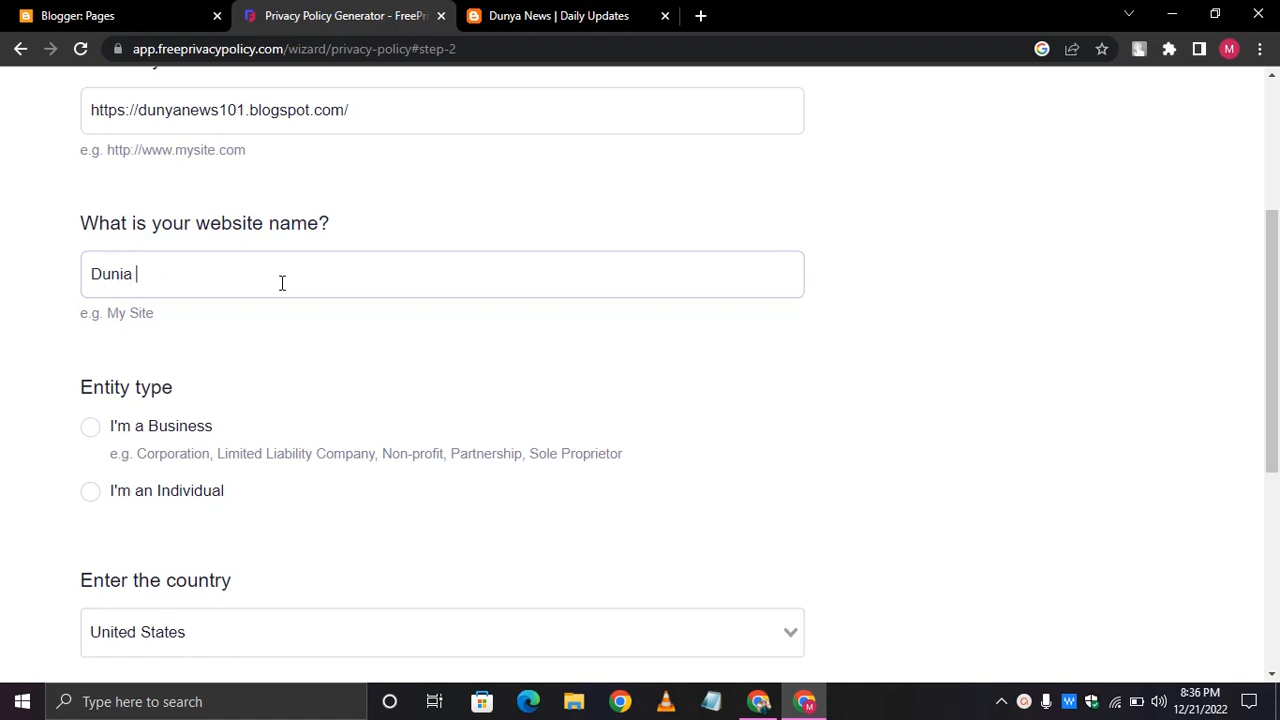 Blogger: Pages
Privacy Policy Generator - FreePri
Dunya News | Daily Updates
app.freeprivacypolicy.com/wizard/privacy-policy#step-2
M
https://dunyanews101.blogspot.com/
e.g. http://www.mysite.com
What is your website name?
Dunia
e.g. My Site
Entity type
I'm a Business
e.g. Corporation, Limited Liability Company, Non-profit, Partnership, Sole Proprietor
I'm an Individual
Enter the country
United States
Type here to search
8:36 PM
12/21/2022